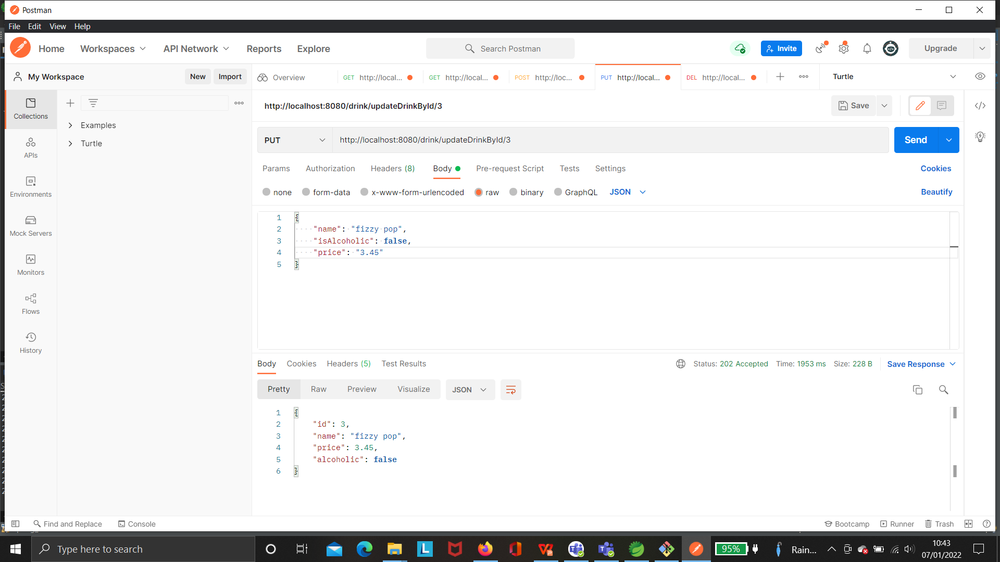 Postman
File Edit View Help
Home Workspaces API Network Reports Explore Search Postman Invite Upgrade
My Workspace New Import Overview GET http://local... GET http://local... POST http://loc... PUT http://local... DEL http://local... Turtle
http://localhost:8080/drink/updateDrinkById/3 Save
Collections
Examples
Turtle
APIs
Environments
Mock Servers
Monitors
Flows
History
PUT http://localhost:8080/drink/updateDrinkById/3 Send
Params Authorization Headers (8) Body Pre-request Script Tests Settings Cookies
none form-data x-www-form-urlencoded raw binary GraphQL JSON Beautify
1 {
2 "name": "fizzy pop",
3 "isAlcoholic": false,
4 "price": "3.45"
5 }
Body Cookies Headers (5) Test Results Status: 202 Accepted Time: 1953 ms Size: 228 B Save Response
Pretty Raw Preview Visualize JSON
1 {
2 "id": 3,
3 "name": "fizzy pop",
4 "price": 3.45,
5 "alcoholic": false
6 }
Find and Replace Console Bootcamp Runner Trash
Type here to search 95% Rain... 10:43
07/01/2022